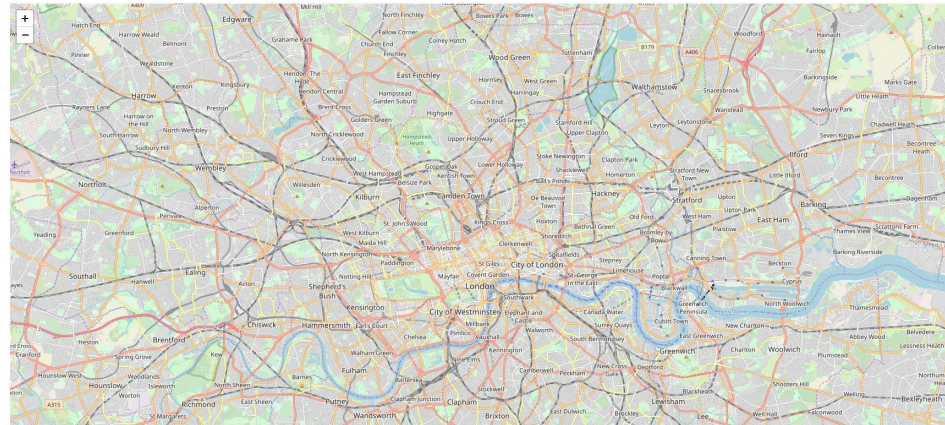 +
−
A409
Mill Hill
North Finchley
Bowes Park
Bowes
Woodford
Hainault
Hatch End
Harrow Weald
Edgware
Fallow Corner
Church End
Finchley
Colney Hatch
Grahame Park
B179
A406
Fairlop
Pinner
Belmont
Wealdstone
Wood Green
Tottenham
East Finchley
Hendon, The
Hendon Central
Kenton
Kingsbury
Hornsey
West Green
Walthamstow
Snaresbrook
Barkingside
Marks Gate
Harrow
Rayners Lane
Preston
Brent Cross
Hampstead
Garden Suburb
Harringay
Crouch End
Wanstead
Newbury Park
Little Heath
Harrow on
the Hill
South Harrow
North Wembley
Golders Green
Highgate
Stroud Green
Stamford Hill
Upper Clapton
Leyton
Leytonstone
Chadwell Heath
Seven Kings
Sudbury Hill
North Cricklewood
Hampstead
Heath
Upper Holloway
Becontree
Heath
Cricklewood
Stoke Newington
Clapton Park
Ilford
Wembley
Gospel Oak
Lower Holloway
Shacklewell
Homerton
Stratford New
Town
Little Ilford
Becontree
Northolt
Willesden
West Hampstead
Kentish Town
Belsize Park
Ball's Pond
Hackney
Stratford
Upton
Upton Park
Kilburn
Camden Town
De Beauvoir
Town
Barking
Dagenham
Alperton
Perivale
St. John's Wood
King's Cross
Hoxton
Old Ford
West Ham
East Ham
Yeading
Greenford
West Kilburn
Maida Hill
Shoreditch
Bethnal Green
Bromley-by-
Bow
Plaistow
Scrattons Farm
Thames View
North Kensington
Marylebone
Clerkenwell
Spitalfields
Stepney
Canning Town
Barking Riverside
Paddington
St Giles
City of London
Limehouse
Beckton
Southall
Hanwell
Ealing
Acton
Notting Hill
Mayfair
Covent Garden
St-George-
in-the-East
Poplar
Blackwall
Cyprus
Shepherd's
Bush
London
Southwark
Greenwich
Peninsula
North Woolwich
Thamesmead
Kensington
City of Westminster
Elephant and
Castle
Canada Water
Cubitt Town
Chiswick
Hammersmith
Earl's Court
Millbank
Walworth
Surrey Quays
New Charlton
Chelsea
Pimlico
Vauxhall
South Bermondsey
East Greenwich
Abbey Wood
Belvedere
Cranford
Heston
Brentford
Kennington
Greenwich
Charlton
Woolwich
Lessness Heath
Spring Grove
Kew
Walham Green
Nine Elms
New Cross
Gate
Deptford
Plumstead
Hounslow West
Woodlands
Fulham
Camberwell
Peckham
Hounslow
Isleworth
North Sheen
Barnes
Battersea
Stockwell
Blackheath
Shooters Hill
Worton
Putney
Clapham Junction
Welling
A315
Richmond
East Sheen
Clapham
Lewisham
Bexleyheath
St Margarets
Wandsworth
Brixton
East Dulwich
Brockley
Lee
Well Hall
Falconwood